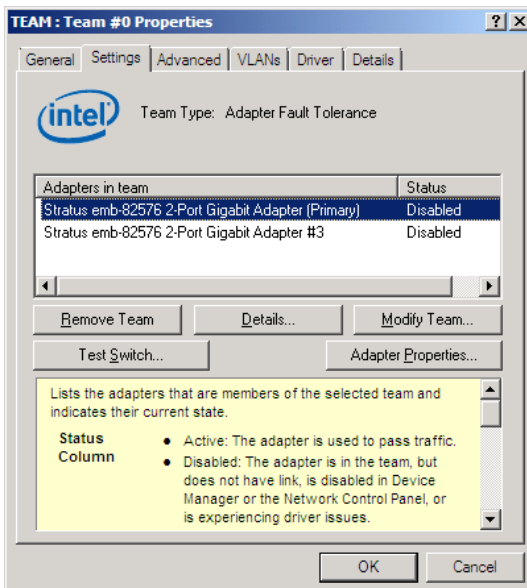 TEAM : Team #0 Properties
General Settings Advanced VLANs Driver Details
intel
Team Type: Adapter Fault Tolerance
Adapters in team Status
Stratus emb-82576 2-Port Gigabit Adapter (Primary) Disabled
Stratus emb-82576 2-Port Gigabit Adapter #3 Disabled
Remove Team Details... Modify Team...
Test Switch... Adapter Properties...
Lists the adapters that are members of the selected team and
indicates their current state.
Status Column
• Active: The adapter is used to pass traffic.
• Disabled: The adapter is in the team, but
does not have link, is disabled in Device
Manager or the Network Control Panel, or
is experiencing driver issues.
OK Cancel